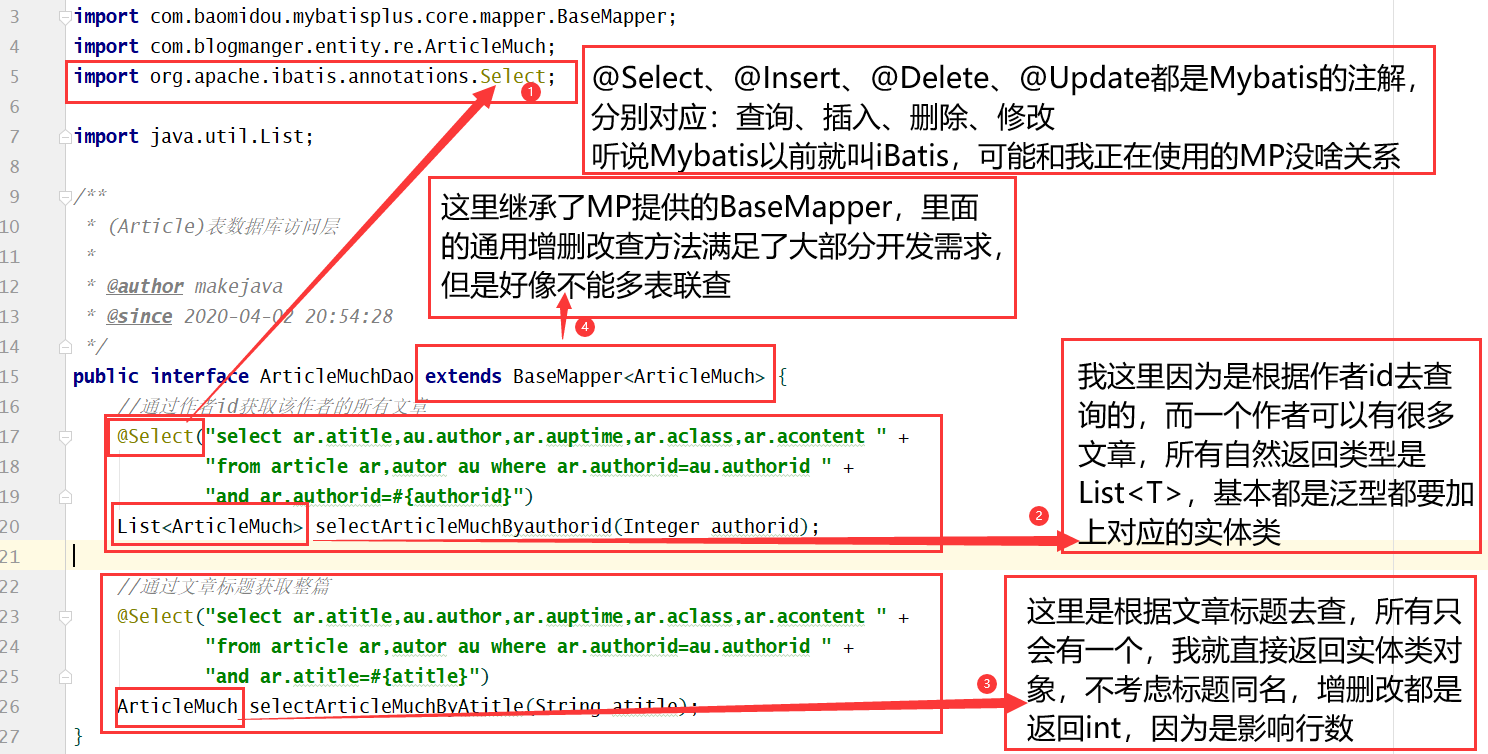 3 import com.baomidou.mybatisplus.core.mapper.BaseMapper;
4 import com.blogmanger.entity.re.ArticleMuch;
5 import org.apache.ibatis.annotations.Select;
1
@Select、@Insert、@Delete、@Update都是Mybatis的注解，
分别对应：查询、插入、删除、修改
听说Mybatis以前就叫iBatis，可能和我正在使用的MP没啥关系
6
7 import java.util.List;
8
9 /**
10 * (Article)表数据库访问层
11 *
12 * @author makejava
13 * @since 2020-04-02 20:54:28
14 */
这里继承了MP提供的BaseMapper，里面
的通用增删改查方法满足了大部分开发需求，
但是好像不能多表联查
4
15 public interface ArticleMuchDao extends BaseMapper<ArticleMuch> {
16 //通过作者id获取该作者的所有文章
17 @Select("select ar.atitle,au.author,ar.auptime,ar.aclass,ar.acontent " +
18 "from article ar,autor au where ar.authorid=au.authorid " +
19 "and ar.authorid=#{authorid}")
20 List<ArticleMuch> selectArticleMuchByauthorid(Integer authorid);
2
我这里因为是根据作者id去查
询的，而一个作者可以有很多
文章，所有自然返回类型是
List<T>，基本都是泛型都要加
上对应的实体类
21
22 //通过文章标题获取整篇
23 @Select("select ar.atitle,au.author,ar.auptime,ar.aclass,ar.acontent " +
24 "from article ar,autor au where ar.authorid=au.authorid " +
25 "and ar.atitle=#{atitle}")
26 ArticleMuch selectArticleMuchByAtitle(String atitle);
3
这里是根据文章标题去查，所有只
会有一个，我就直接返回实体类对
象，不考虑标题同名，增删改都是
返回int，因为是影响行数
27 }